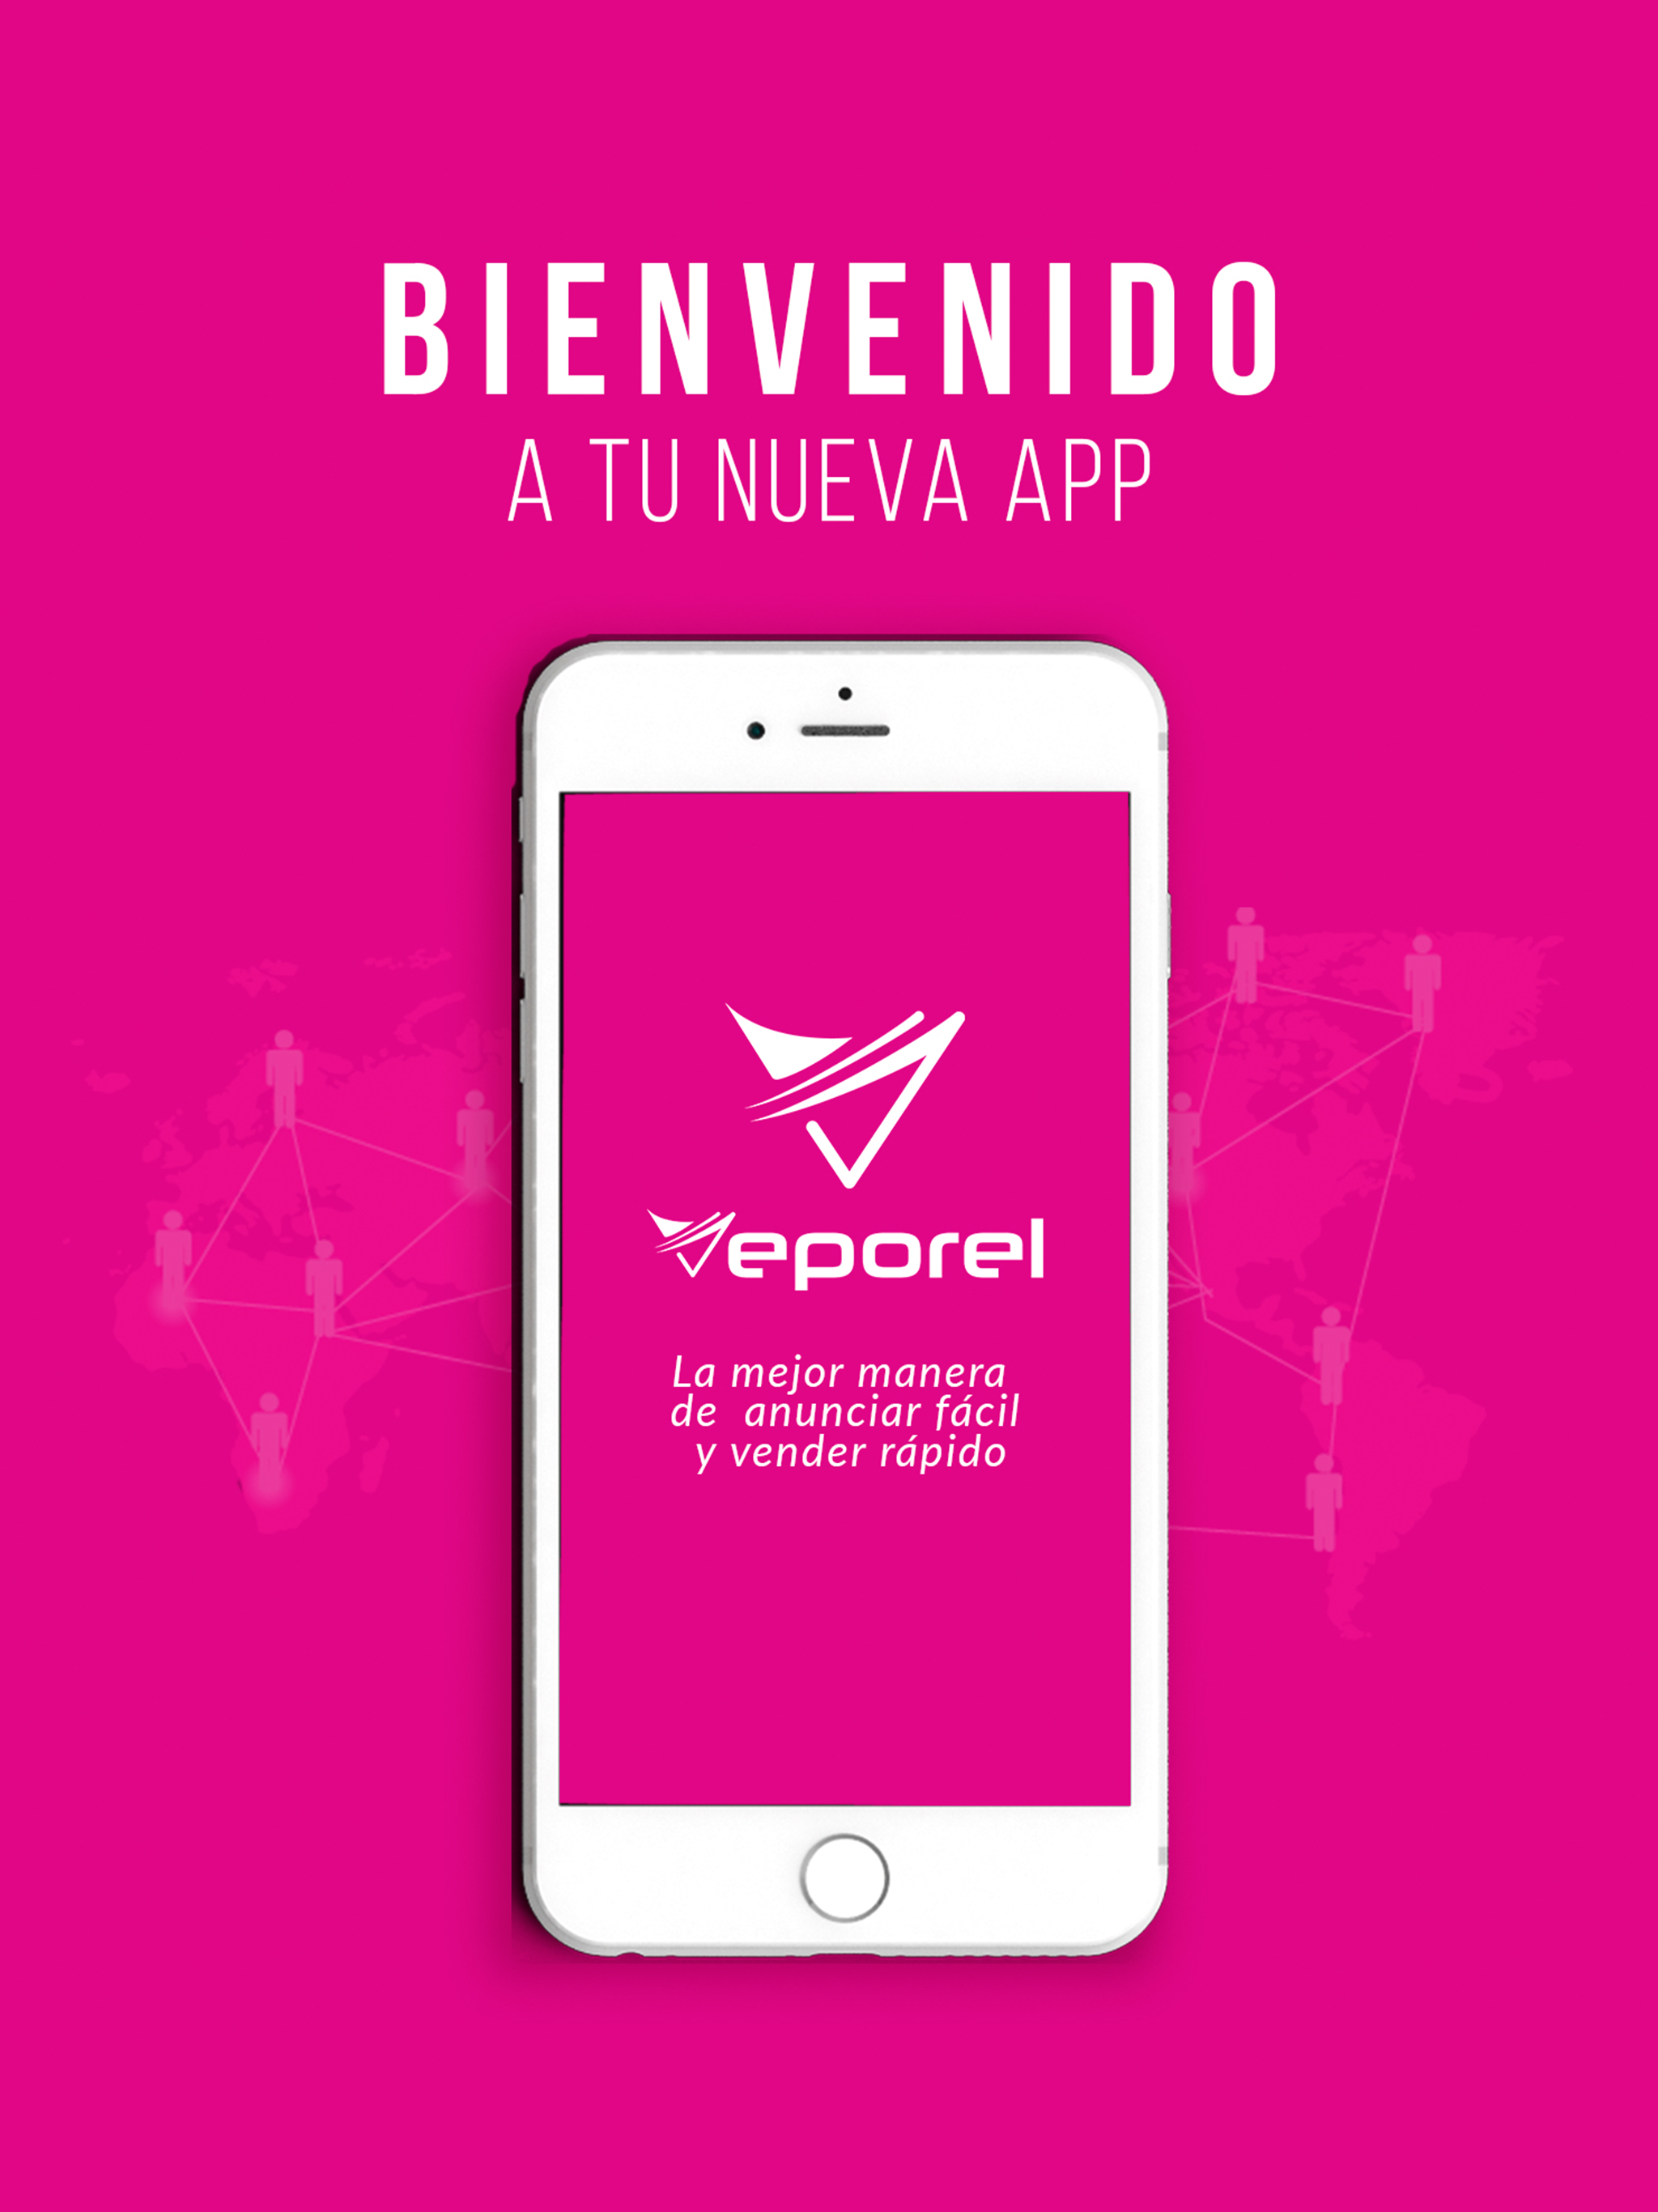 BIENVENIDO
A TU NUEVA APP
Veporel
La mejor manera
de anunciar fácil
y vender rápido